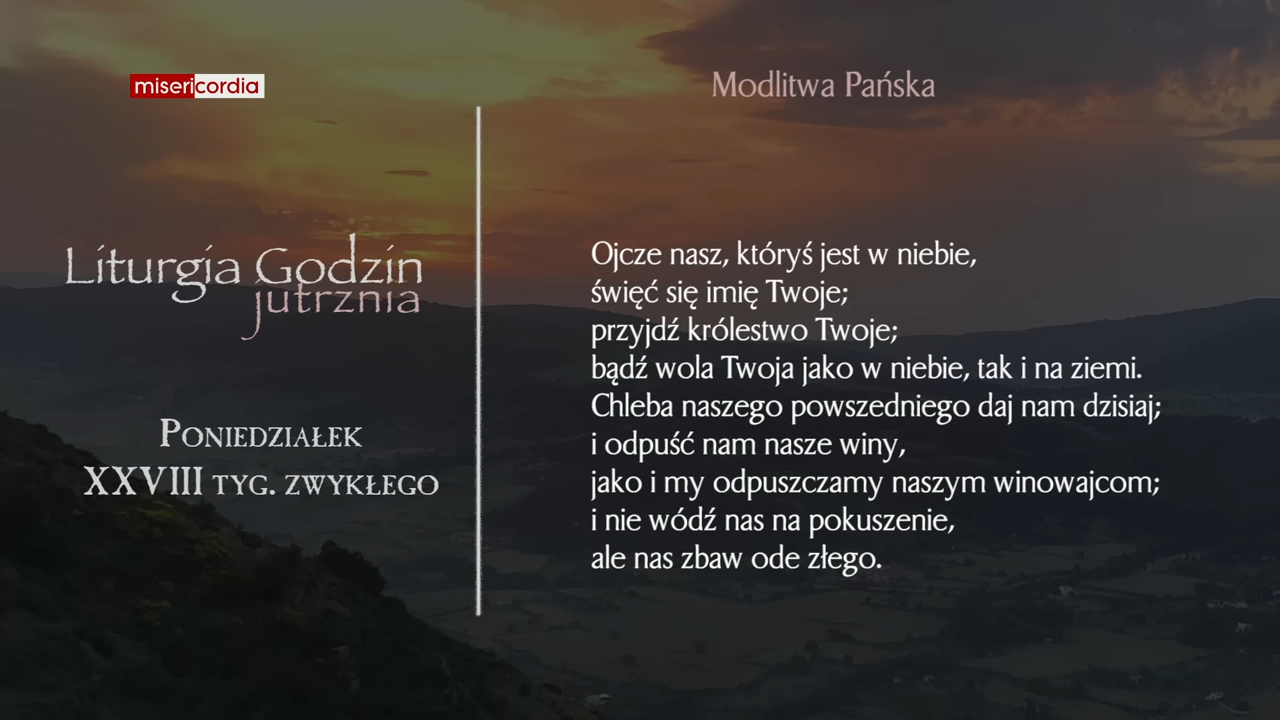 misericordia
Liturgia Godzin
jutrznia
Poniedziałek
XXVIII tyg. zwykłego
Modlitwa Pańska
Ojcze nasz, któryś jest w niebie,
święć się imię Twoje;
przyjdź królestwo Twoje;
bądź wola Twoja jako w niebie, tak i na ziemi.
Chleba naszego powszedniego daj nam dzisiaj;
i odpuść nam nasze winy,
jako i my odpuszczamy naszym winowajcom;
i nie wódź nas na pokuszenie,
ale nas zbaw ode złego.